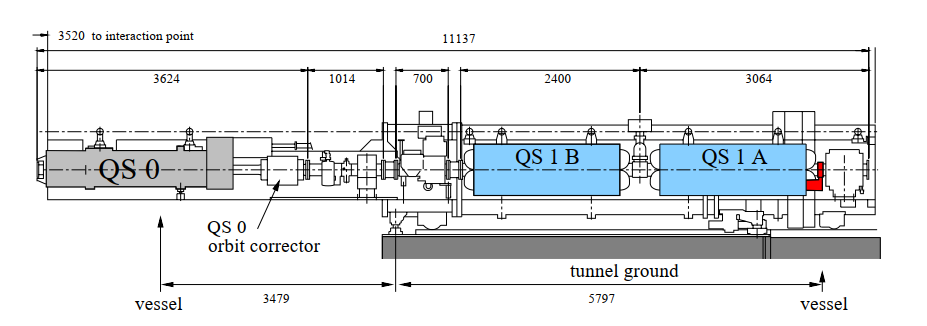 3520 to interaction point
11137
3624
1014
700
2400
3064
QS 0
QS 1 B
QS 1 A
QS 0
orbit corrector
tunnel ground
3479
5797
vessel
vessel